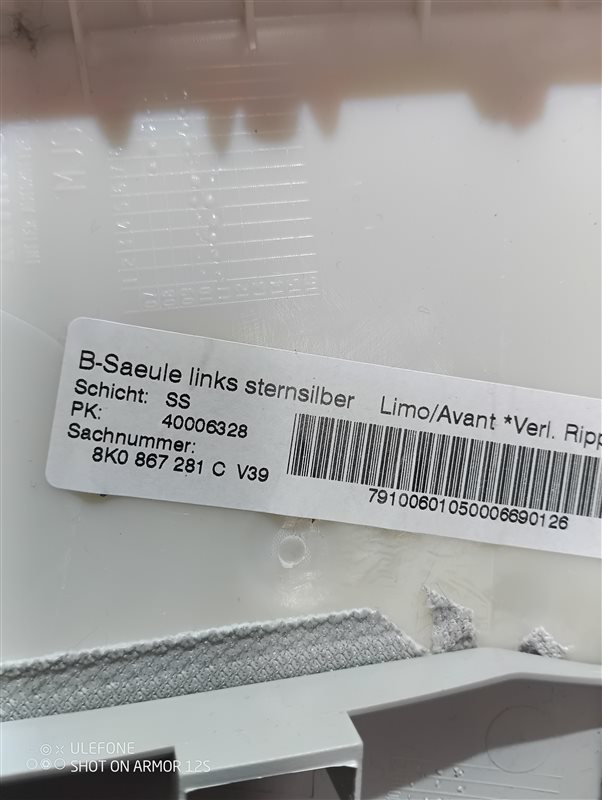 B-Saeule links sternsilber Limo/Avant *Verl. Ripp
Schicht: SS
PK: 40006328
Sachnummer:
8K0 867 281 C V39
79100601050006690126
ULEFONE
SHOT ON ARMOR 12S